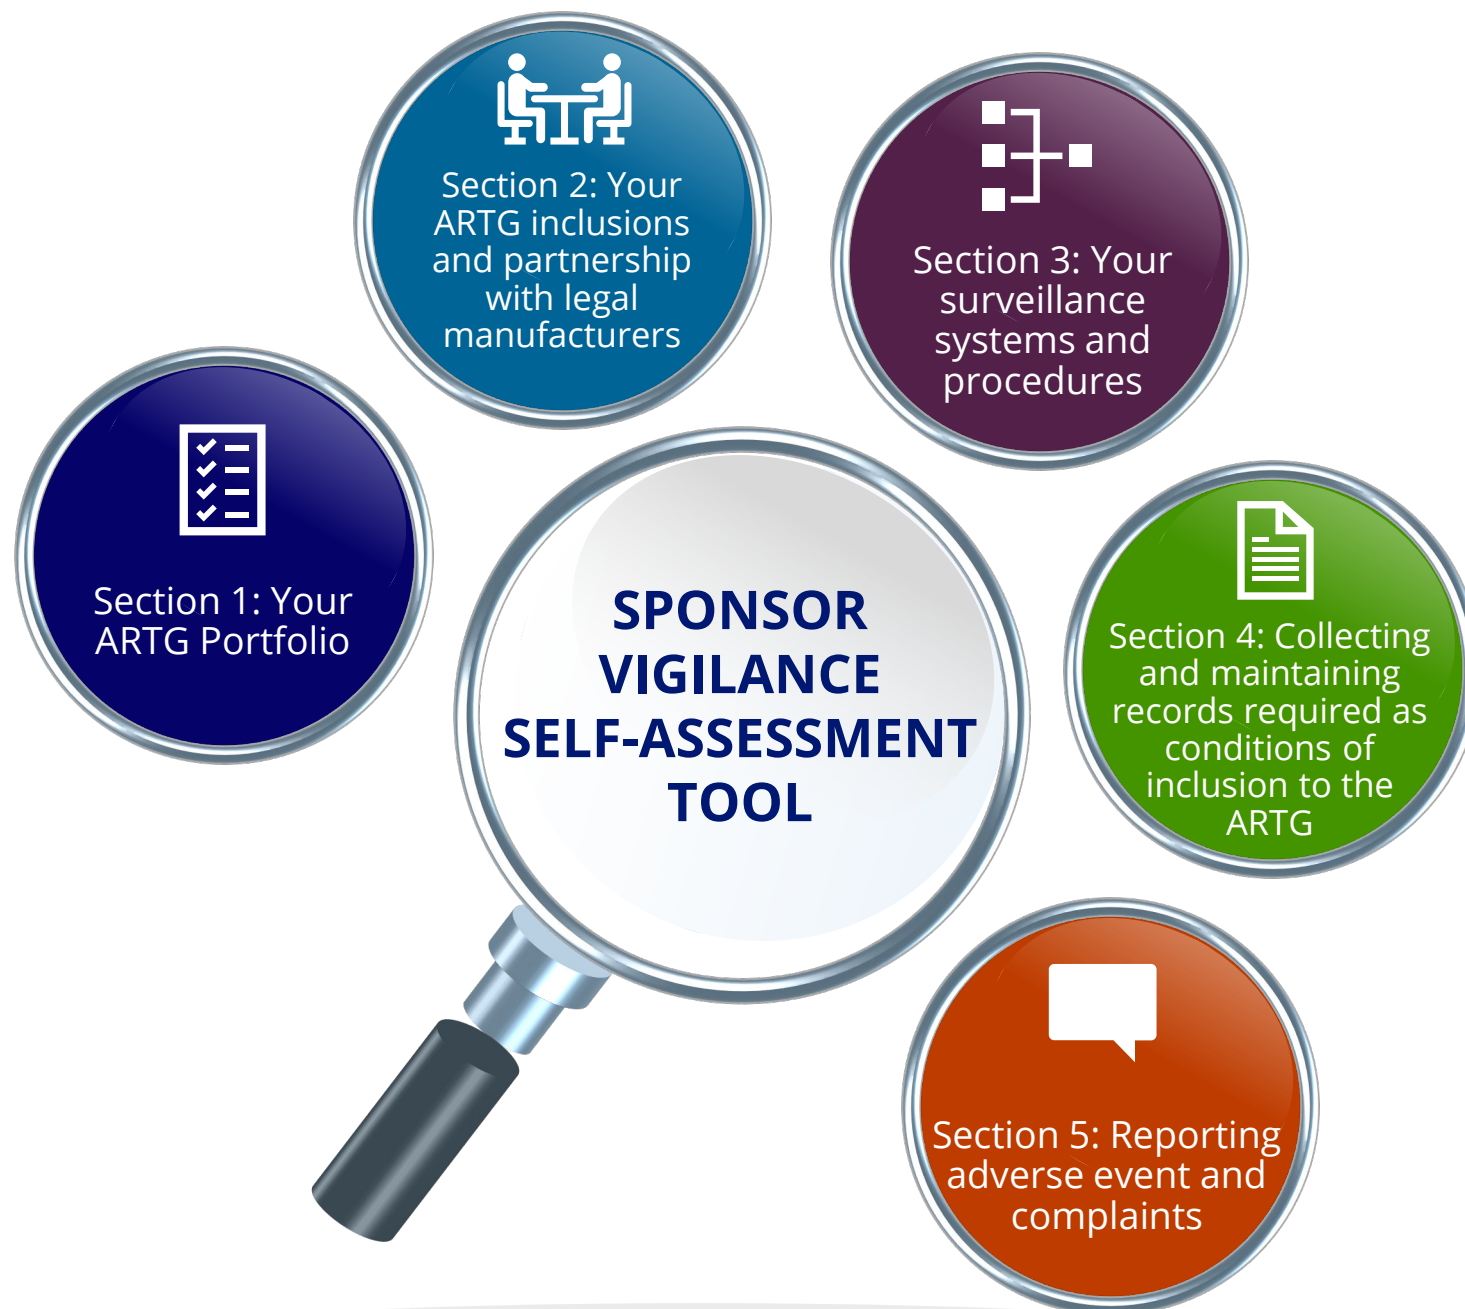 Section 1: Your
ARTG Portfolio
Section 2: Your
ARTG inclusions
and partnership
with legal
manufacturers
Section 3: Your
surveillance
systems and
procedures
Section 4: Collecting
and maintaining
records required as
conditions of
inclusion to the
ARTG
Section 5: Reporting
adverse event and
complaints
SPONSOR
VIGILANCE
SELF-ASSESSMENT
TOOL